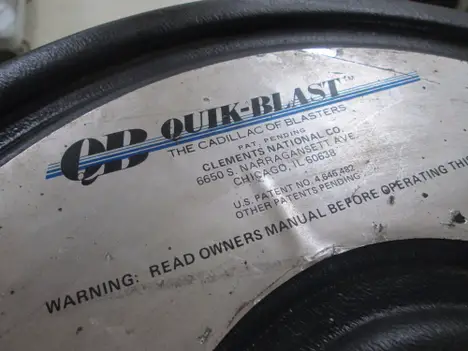 QB QUIK-BLAST™
THE CADILLAC OF BLASTERS
PAT. PENDING
CLEMENTS NATIONAL CO.
6650 S. NARRAGANSETT AVE.
CHICAGO, IL 60638
U.S. PATENT NO. 4,646,482
OTHER PATENTS PENDING
WARNING: READ OWNERS MANUAL BEFORE OPERATING THI